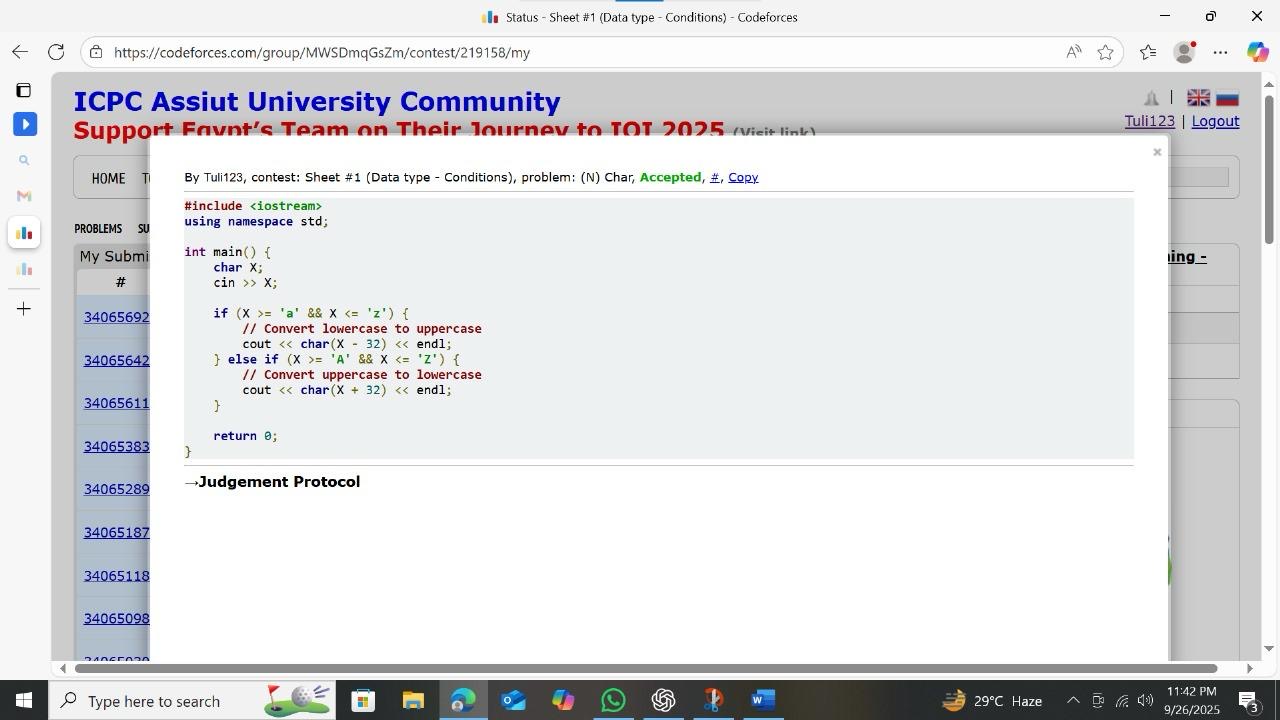 Status - Sheet #1 (Data type - Conditions) - Codeforces
https://codeforces.com/group/MWSDmqGsZm/contest/219158/my
ICPC Assiut University Community
Support Egypt's Team on Their Journey to IOI 2025 (Visit link)
Tuli123 | Logout
HOME
PROBLEMS
My Submi
#
34065692
34065642
34065611
34065383
34065289
34065187
34065118
34065098
ing -
By Tuli123, contest: Sheet #1 (Data type - Conditions), problem: (N) Char, Accepted, #, Copy
#include <iostream>
using namespace std;
int main() {
    char X;
    cin >> X;
    if (X >= 'a' && X <= 'z') {
        // Convert lowercase to uppercase
        cout << char(X - 32) << endl;
    } else if (X >= 'A' && X <= 'Z') {
        // Convert uppercase to lowercase
        cout << char(X + 32) << endl;
    }
    return 0;
}
→Judgement Protocol
Type here to search
29°C Haze
11:42 PM
9/26/2025
3